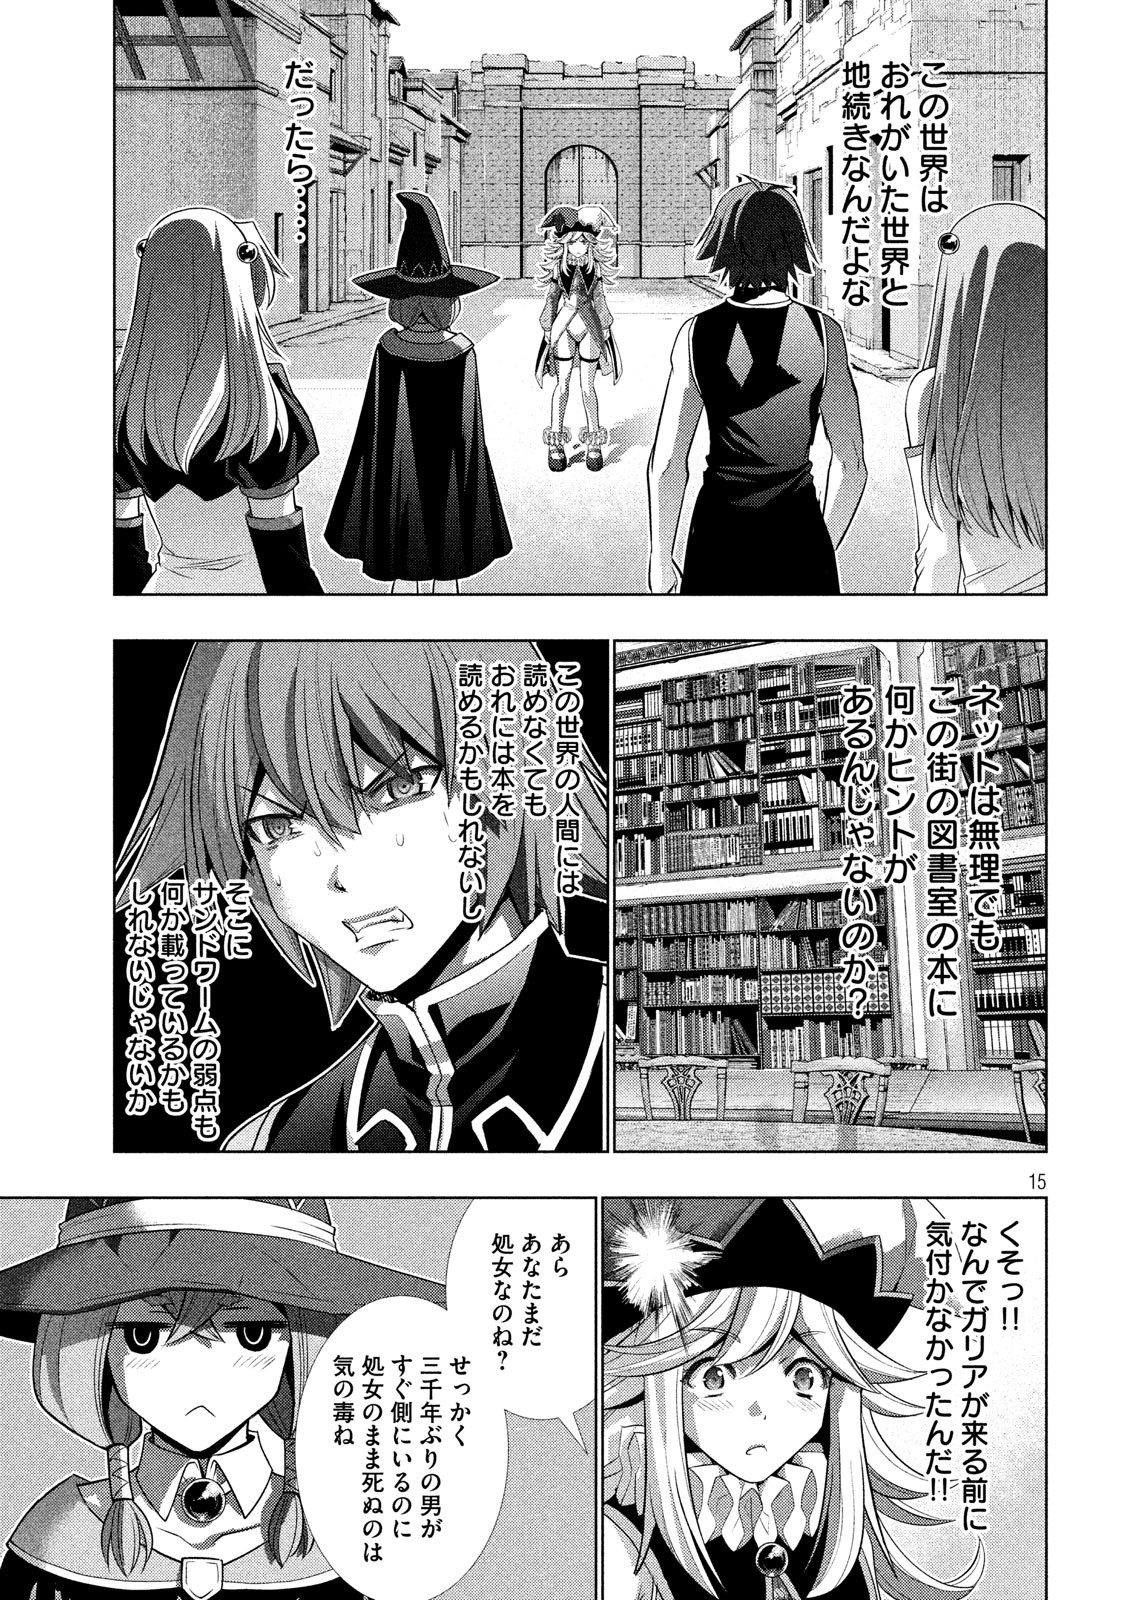 この世界は
おれがいた世界と
地続きなんだよな
だったら‥‥
ネットは無理でも
この街の図書室の本に
何かヒントが
あるんじゃないのか?
この世界の人間には
読めなくても
おれには本を
読めるかもしれないし
そこに
サンドワームの弱点も
何か載っているかも
しれないじゃないか
15
くそっ!!
なんでガリアが来る前に
気付かなかったんだ!!
あら
あなたまだ
処女なのね?
せっかく
三千年ぶりの男が
すぐ側にいるのに
処女のまま死ぬのは
気の毒ね